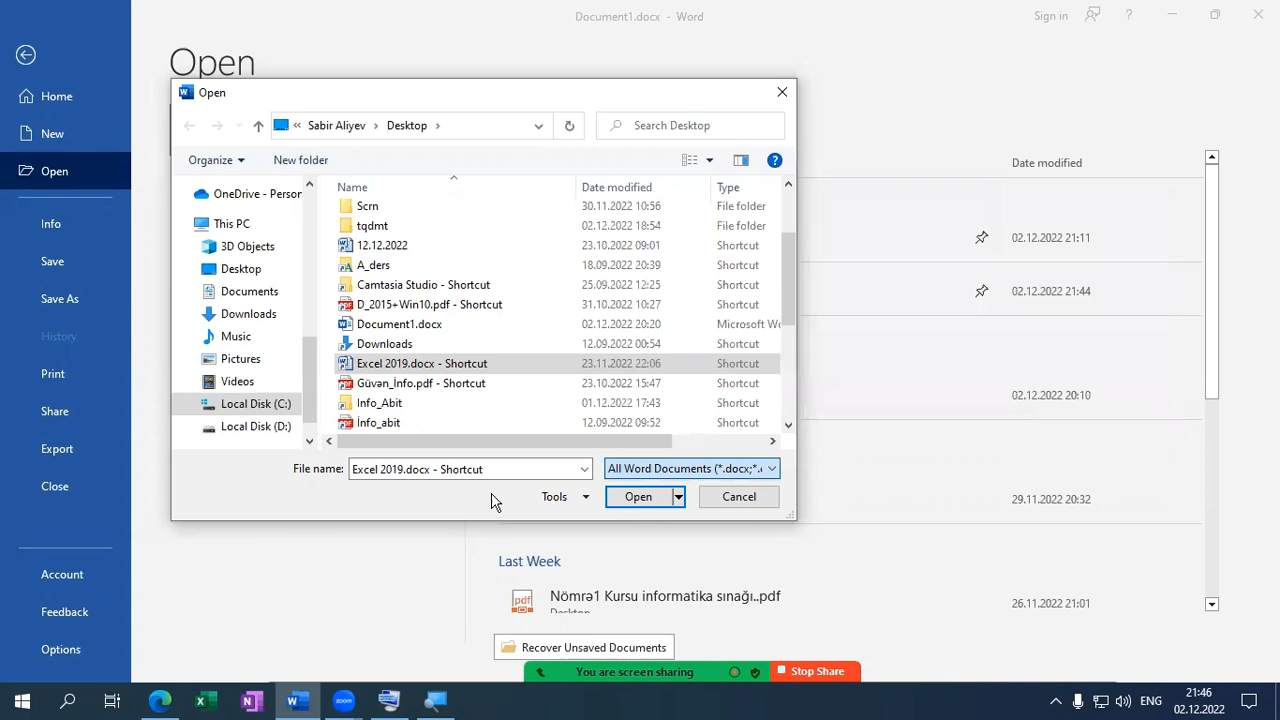 Document1.docx - Word
Sign in
?
Home
New
Open
Info
Save
Save As
History
Print
Share
Export
Close
Account
Feedback
Options
Open
Date modified
02.12.2022 21:11
02.12.2022 21:44
02.12.2022 20:10
29.11.2022 20:32
Last Week
Nömrə1 Kursu informatika sınağı..pdf
Desktop
26.11.2022 21:01
Recover Unsaved Documents
Open
« Sabir Aliyev > Desktop >
Search Desktop
Organize
New folder
OneDrive - Person
This PC
3D Objects
Desktop
Documents
Downloads
Music
Pictures
Videos
Local Disk (C:)
Local Disk (D:)
Name Date modified Type
Scrn 30.11.2022 10:56 File folder
tqdmt 02.12.2022 18:54 File folder
12.12.2022 23.10.2022 09:01 Shortcut
A_ders 18.09.2022 20:39 Shortcut
Camtasia Studio - Shortcut 25.09.2022 12:25 Shortcut
D_2015+Win10.pdf - Shortcut 31.10.2022 10:27 Shortcut
Document1.docx 02.12.2022 20:20 Microsoft Wo
Downloads 12.09.2022 00:54 Shortcut
Excel 2019.docx - Shortcut 23.11.2022 22:06 Shortcut
Güvən_İnfo.pdf - Shortcut 23.10.2022 15:47 Shortcut
Info_Abit 01.12.2022 17:43 Shortcut
İnfo_abit 12.09.2022 09:52 Shortcut
File name: Excel 2019.docx - Shortcut
All Word Documents (*.docx;*.c
Tools
Open
Cancel
You are screen sharing
Stop Share
ENG
21:46
02.12.2022